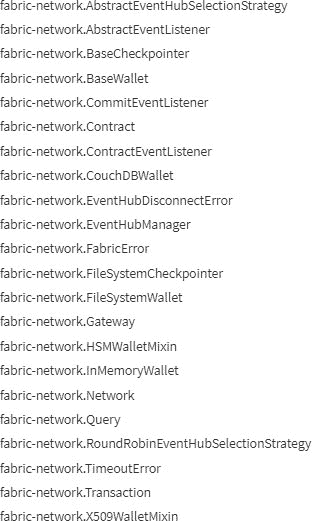 fabric-network.AbstractEventHubSelectionStrategy
fabric-network.AbstractEventListener
fabric-network.BaseCheckpointer
fabric-network.BaseWallet
fabric-network.CommitEventListener
fabric-network.Contract
fabric-network.ContractEventListener
fabric-network.CouchDBWallet
fabric-network.EventHubDisconnectError
fabric-network.EventHubManager
fabric-network.FabricError
fabric-network.FileSystemCheckpointer
fabric-network.FileSystemWallet
fabric-network.Gateway
fabric-network.HSMWalletMixin
fabric-network.InMemoryWallet
fabric-network.Network
fabric-network.Query
fabric-network.RoundRobinEventHubSelectionStrategy
fabric-network.TimeoutError
fabric-network.Transaction
fabric-network.X509WalletMixin